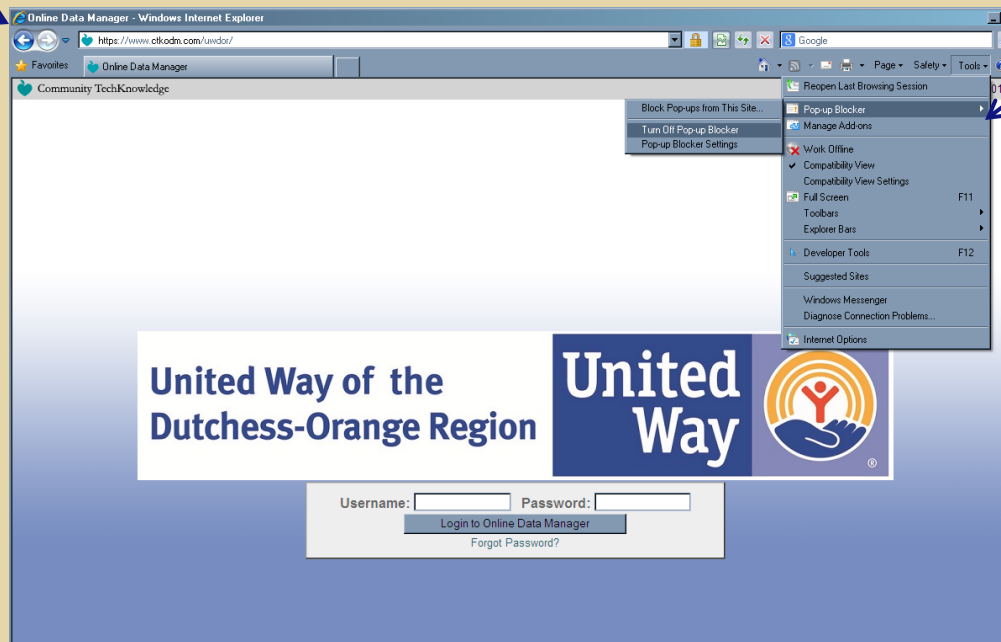 Online Data Manager - Windows Internet Explorer
https://www.ctkodm.com/uwdor/
Google
Favorites
Online Data Manager
Page
Safety
Tools
Community TechKnowledge
Reopen Last Browsing Session
Pop-up Blocker
Manage Add-ons
Work Offline
Compatibility View
Compatibility View Settings
Full Screen F11
Toolbars
Explorer Bars
Developer Tools F12
Suggested Sites
Windows Messenger
Diagnose Connection Problems...
Internet Options
Block Pop-ups from This Site...
Turn Off Pop-up Blocker
Pop-up Blocker Settings
United Way of the
Dutchess-Orange Region
United
Way
®
Username: Password:
Login to Online Data Manager
Forgot Password?